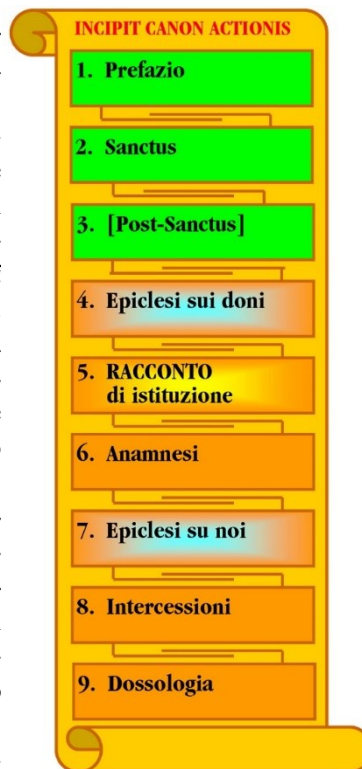 INCIPIT CANON ACTIONIS
1. Prefazio
2. Sanctus
3. [Post-Sanctus]
4. Epiclesi sui doni
5. RACCONTO
di istituzione
6. Anamnesi
7. Epiclesi su noi
8. Intercessioni
9. Dossologia